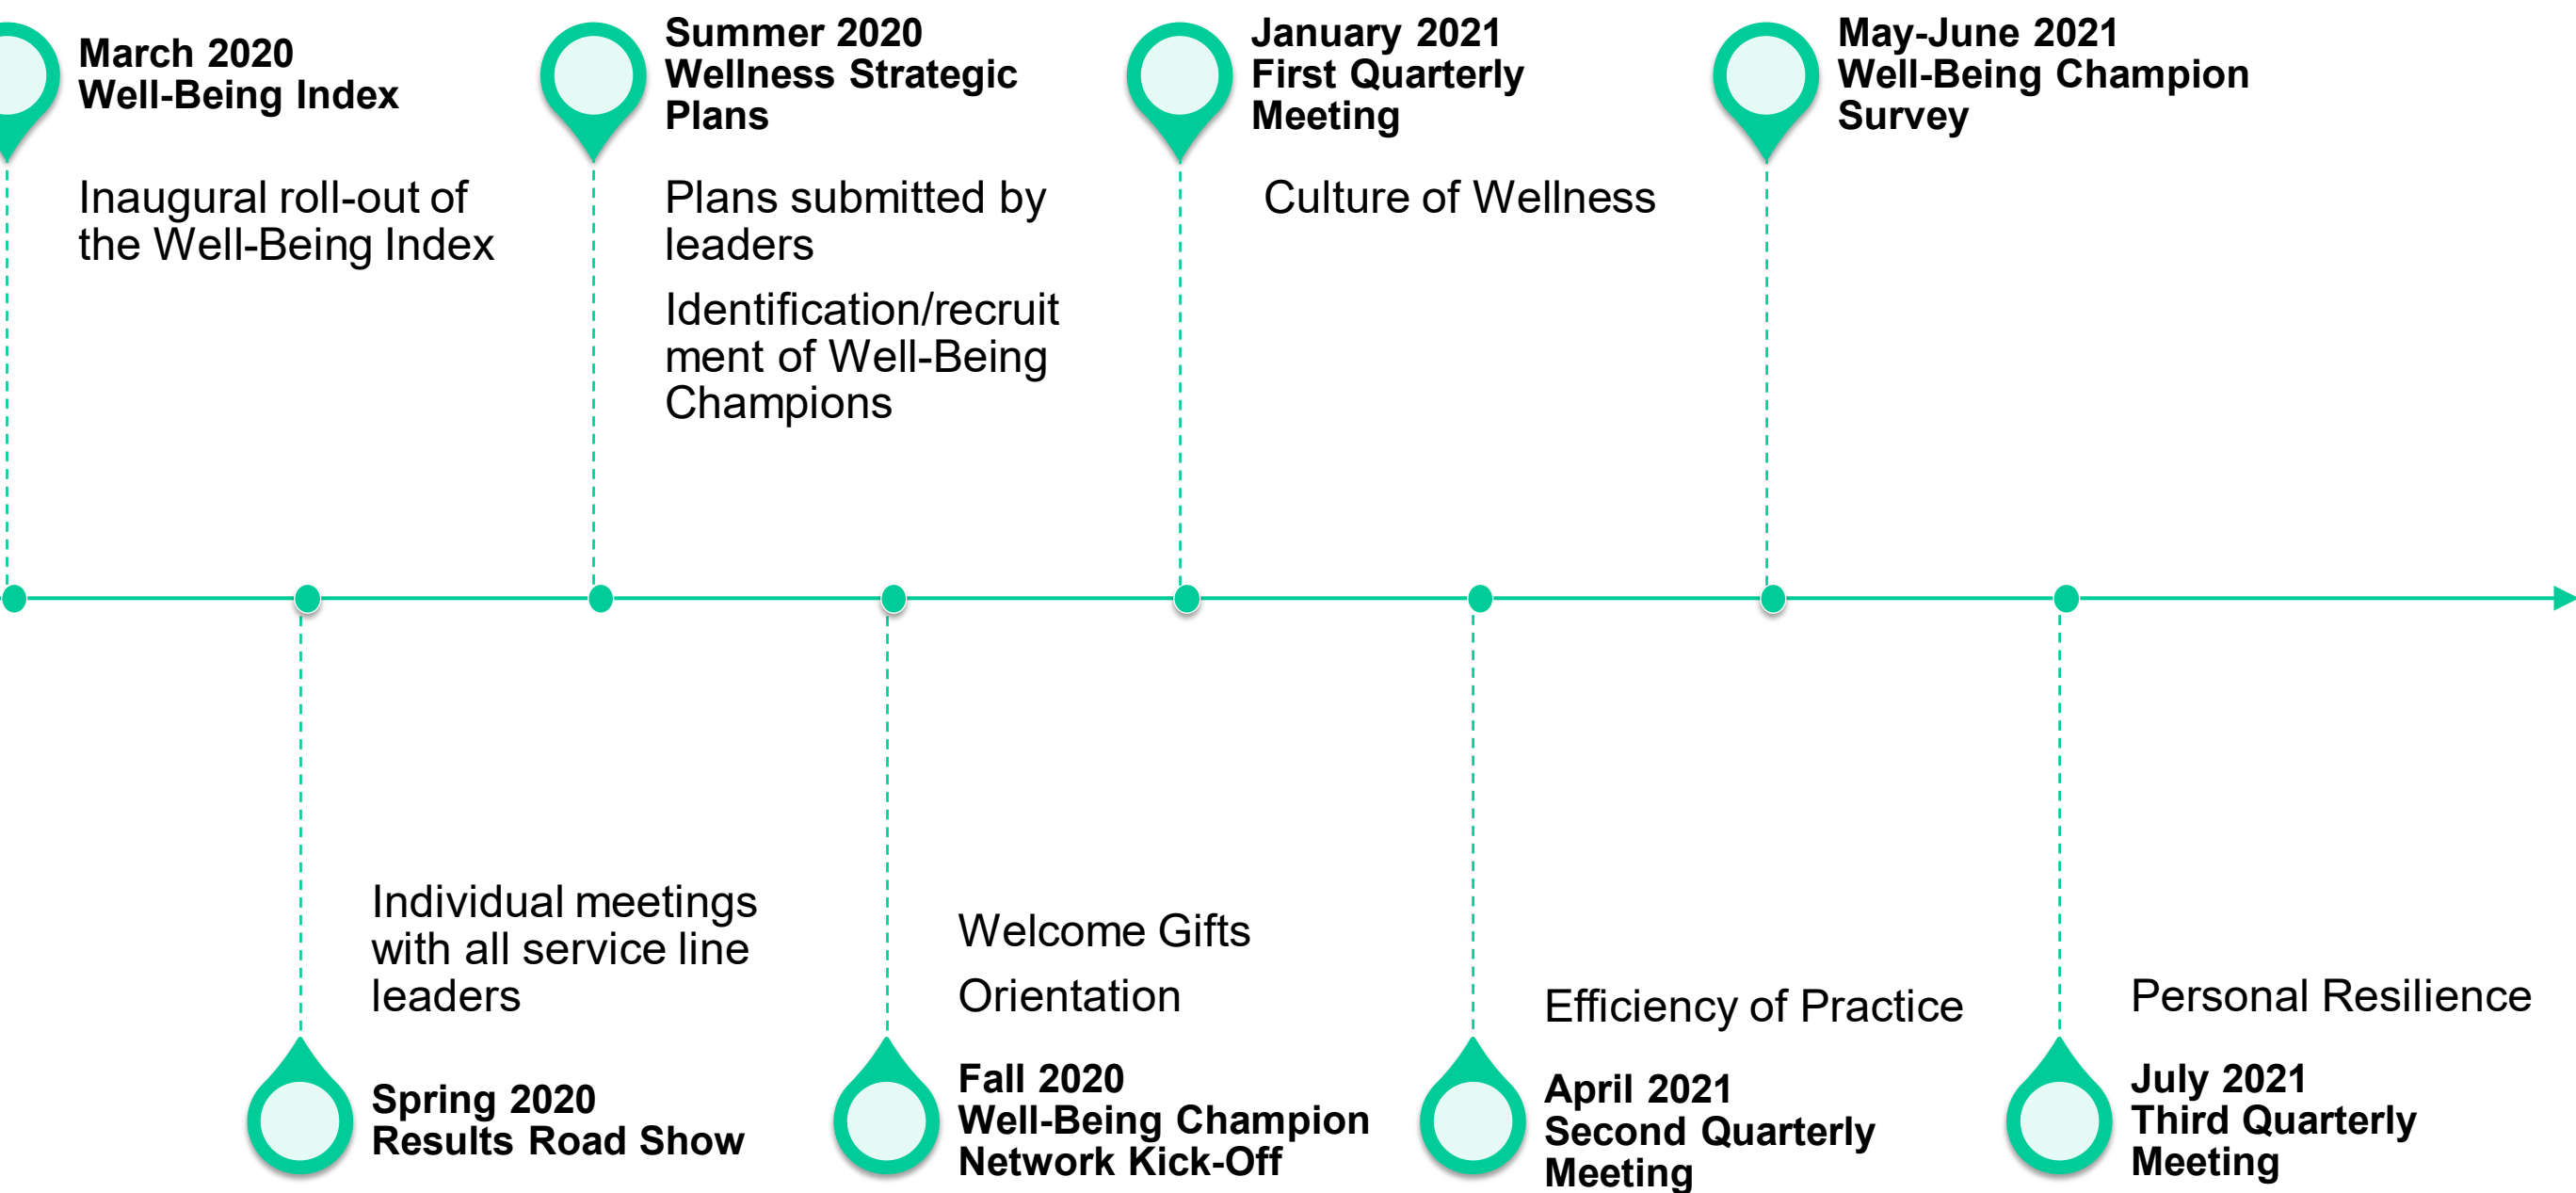 March 2020
Well-Being Index
Inaugural roll-out of
the Well-Being Index
Summer 2020
Wellness Strategic
Plans
Plans submitted by
leaders
Identification/recruit
ment of Well-Being
Champions
January 2021
First Quarterly
Meeting
Culture of Wellness
May-June 2021
Well-Being Champion
Survey
Individual meetings
with all service line
leaders
Spring 2020
Results Road Show
Welcome Gifts
Orientation
Fall 2020
Well-Being Champion
Network Kick-Off
Efficiency of Practice
April 2021
Second Quarterly
Meeting
Personal Resilience
July 2021
Third Quarterly
Meeting